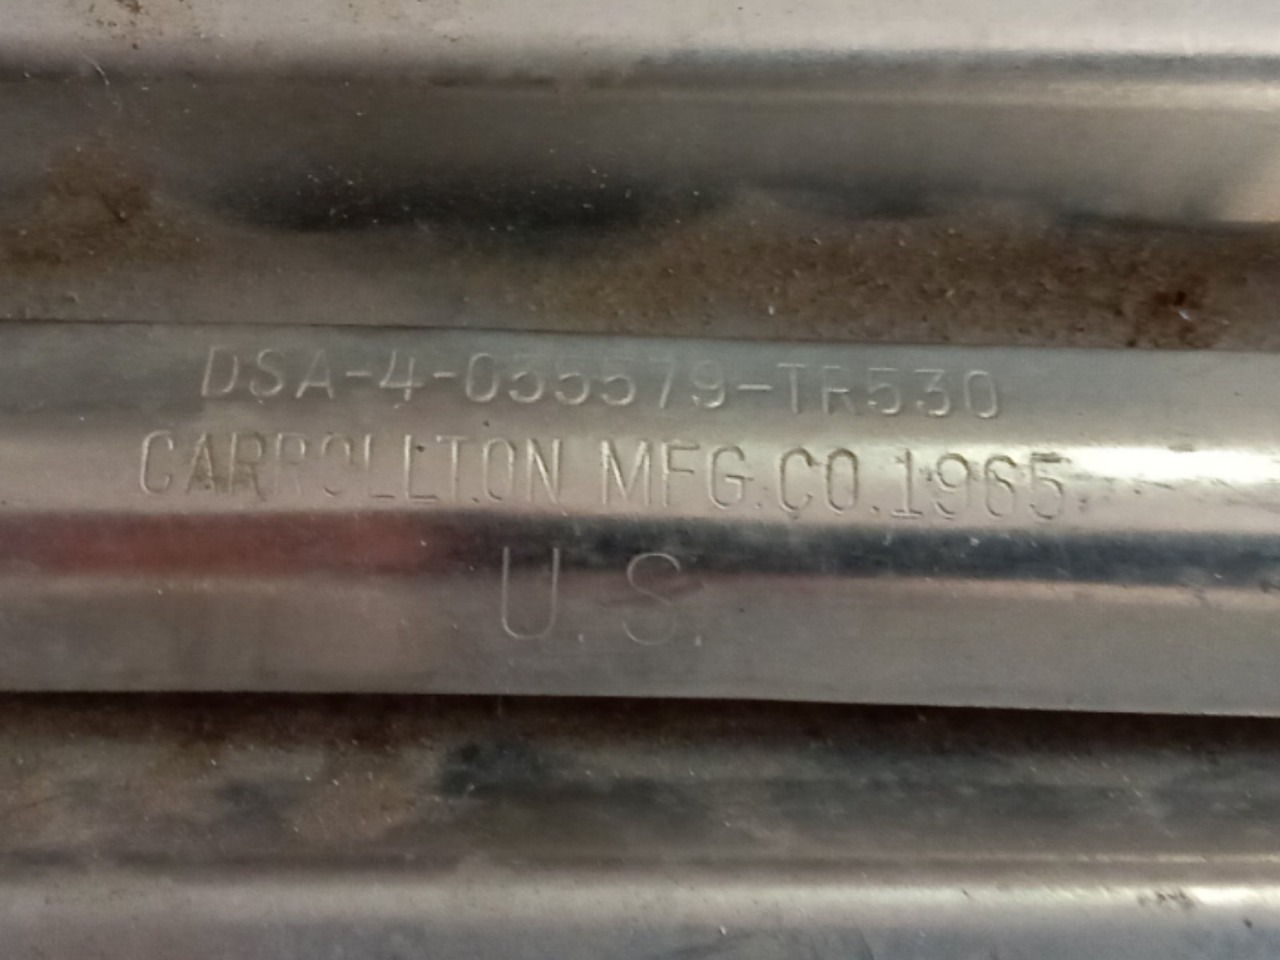 DSA-4-035579-TR530
CARROLLTON MFG.CO.1965
U.S.